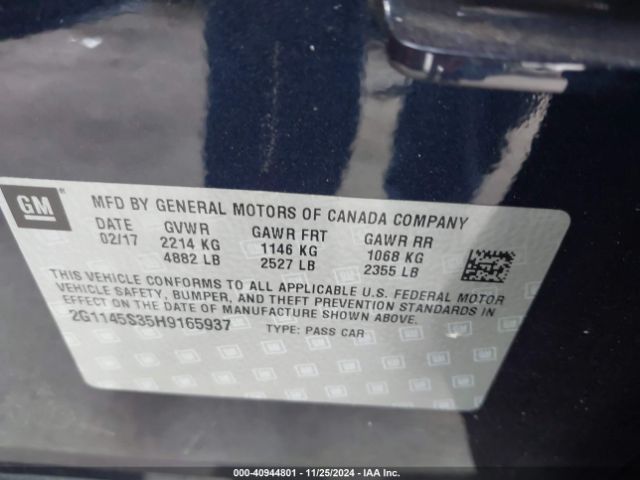 GM
MFD BY GENERAL MOTORS OF CANADA COMPANY
DATE GVWR GAWR FRT GAWR RR
02/17 2214 KG 1146 KG 1068 KG
4882 LB 2527 LB 2355 LB
THIS VEHICLE CONFORMS TO ALL APPLICABLE U.S. FEDERAL MOTOR
VEHICLE SAFETY, BUMPER, AND THEFT PREVENTION STANDARDS IN
EFFECT ON THE DATE OF MANUFACTURE SHOWN ABOVE.
2G1145S35H9165937 TYPE: PASS CAR
000-40944801 - 11/25/2024 - IAA Inc.